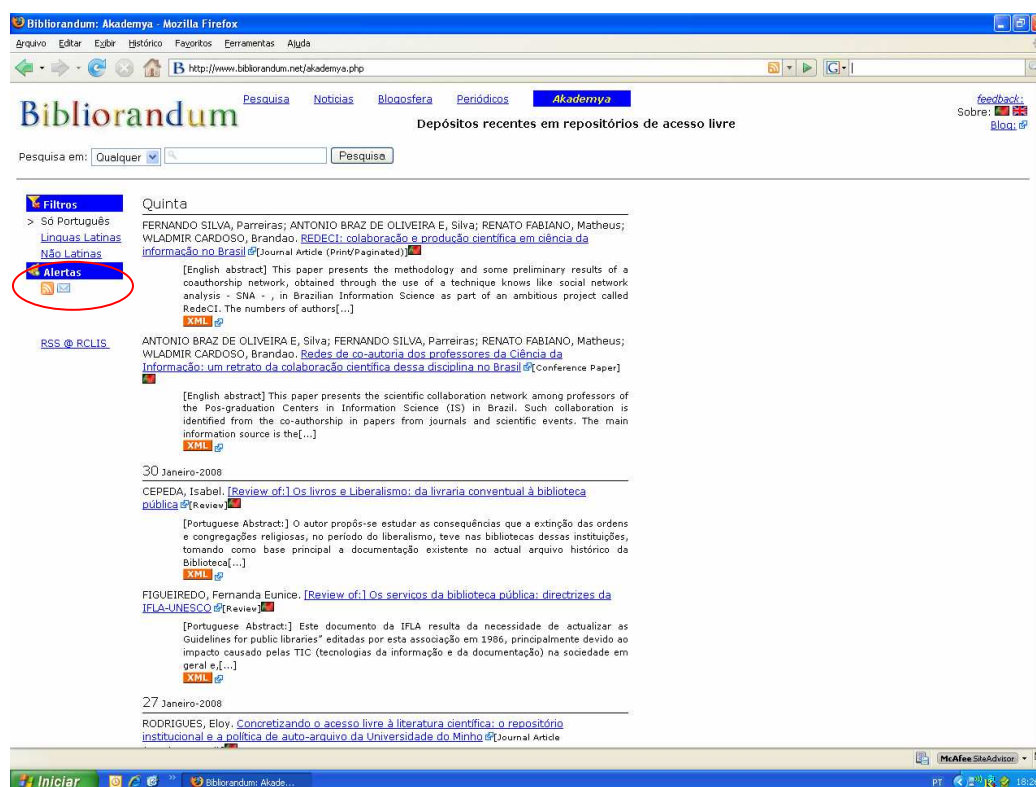 Bibliorandum: Akademya - Mozilla Firefox
Arquivo Editar Exibir Histórico Favoritos Ferramentas Ajuda
http://www.bibliorandum.net/akademya.php
Bibliorandum
Pesquisa Noticias Blogosfera Periódicos Akademya
Depósitos recentes em repositórios de acesso livre
feedback:
Sobre:
Blog:
Pesquisa em: Qualquer Pesquisa
Filtros
> Só Português
Linguas Latinas
Não Latinas
Alertas
RSS @ RCLIS
Quinta
FERNANDO SILVA, Parreiras; ANTONIO BRAZ DE OLIVEIRA E, Silva; RENATO FABIANO, Matheus;
WLADMIR CARDOSO, Brandao. REDECI: colaboração e produção científica em ciência da
informação no Brasil [Journal Article (Print/Paginated)]
[English abstract] This paper presents the methodology and some preliminary results of a
coauthorship network, obtained through the use of a technique knows like social network
analysis - SNA - , in Brazilian Information Science as part of an ambitious project called
RedeCI. The numbers of authors[...]
XML
ANTONIO BRAZ DE OLIVEIRA E, Silva; FERNANDO SILVA, Parreiras; RENATO FABIANO, Matheus;
WLADMIR CARDOSO, Brandao. Redes de co-autoria dos professores da Ciência da
Informação: um retrato da colaboração científica dessa disciplina no Brasil [Conference Paper]
[English abstract] This paper presents the scientific collaboration network among professors of
the Pos-graduation Centers in Information Science (IS) in Brazil. Such collaboration is
identified from the co-authorship in papers from journals and scientific events. The main
information source is the[...]
XML
30 Janeiro-2008
CEPEDA, Isabel. [Review of:] Os livros e Liberalismo: da livraria conventual à biblioteca
pública [Review]
[Portuguese Abstract:] O autor propôs-se estudar as consequências que a extinção das ordens
e congregações religiosas, no período do liberalismo, teve nas bibliotecas dessas instituições,
tomando como base principal a documentação existente no actual arquivo histórico da
Biblioteca[...]
XML
FIGUEIREDO, Fernanda Eunice. [Review of:] Os serviços da biblioteca pública: directrizes da
IFLA-UNESCO [Review]
[Portuguese Abstract:] Este documento da IFLA resulta da necessidade de actualizar as
Guidelines for public libraries" editadas por esta associação em 1986, principalmente devido ao
impacto causado pelas TIC (tecnologias da informação e da documentação) na sociedade em
geral e,[...]
XML
27 Janeiro-2008
RODRIGUES, Eloy. Concretizando o acesso livre à literatura científica: o repositório
institucional e a política de auto-arquivo da Universidade do Minho [Journal Article
McAfee SiteAdvisor
Iniciar Bibliorandum: Akade... PT